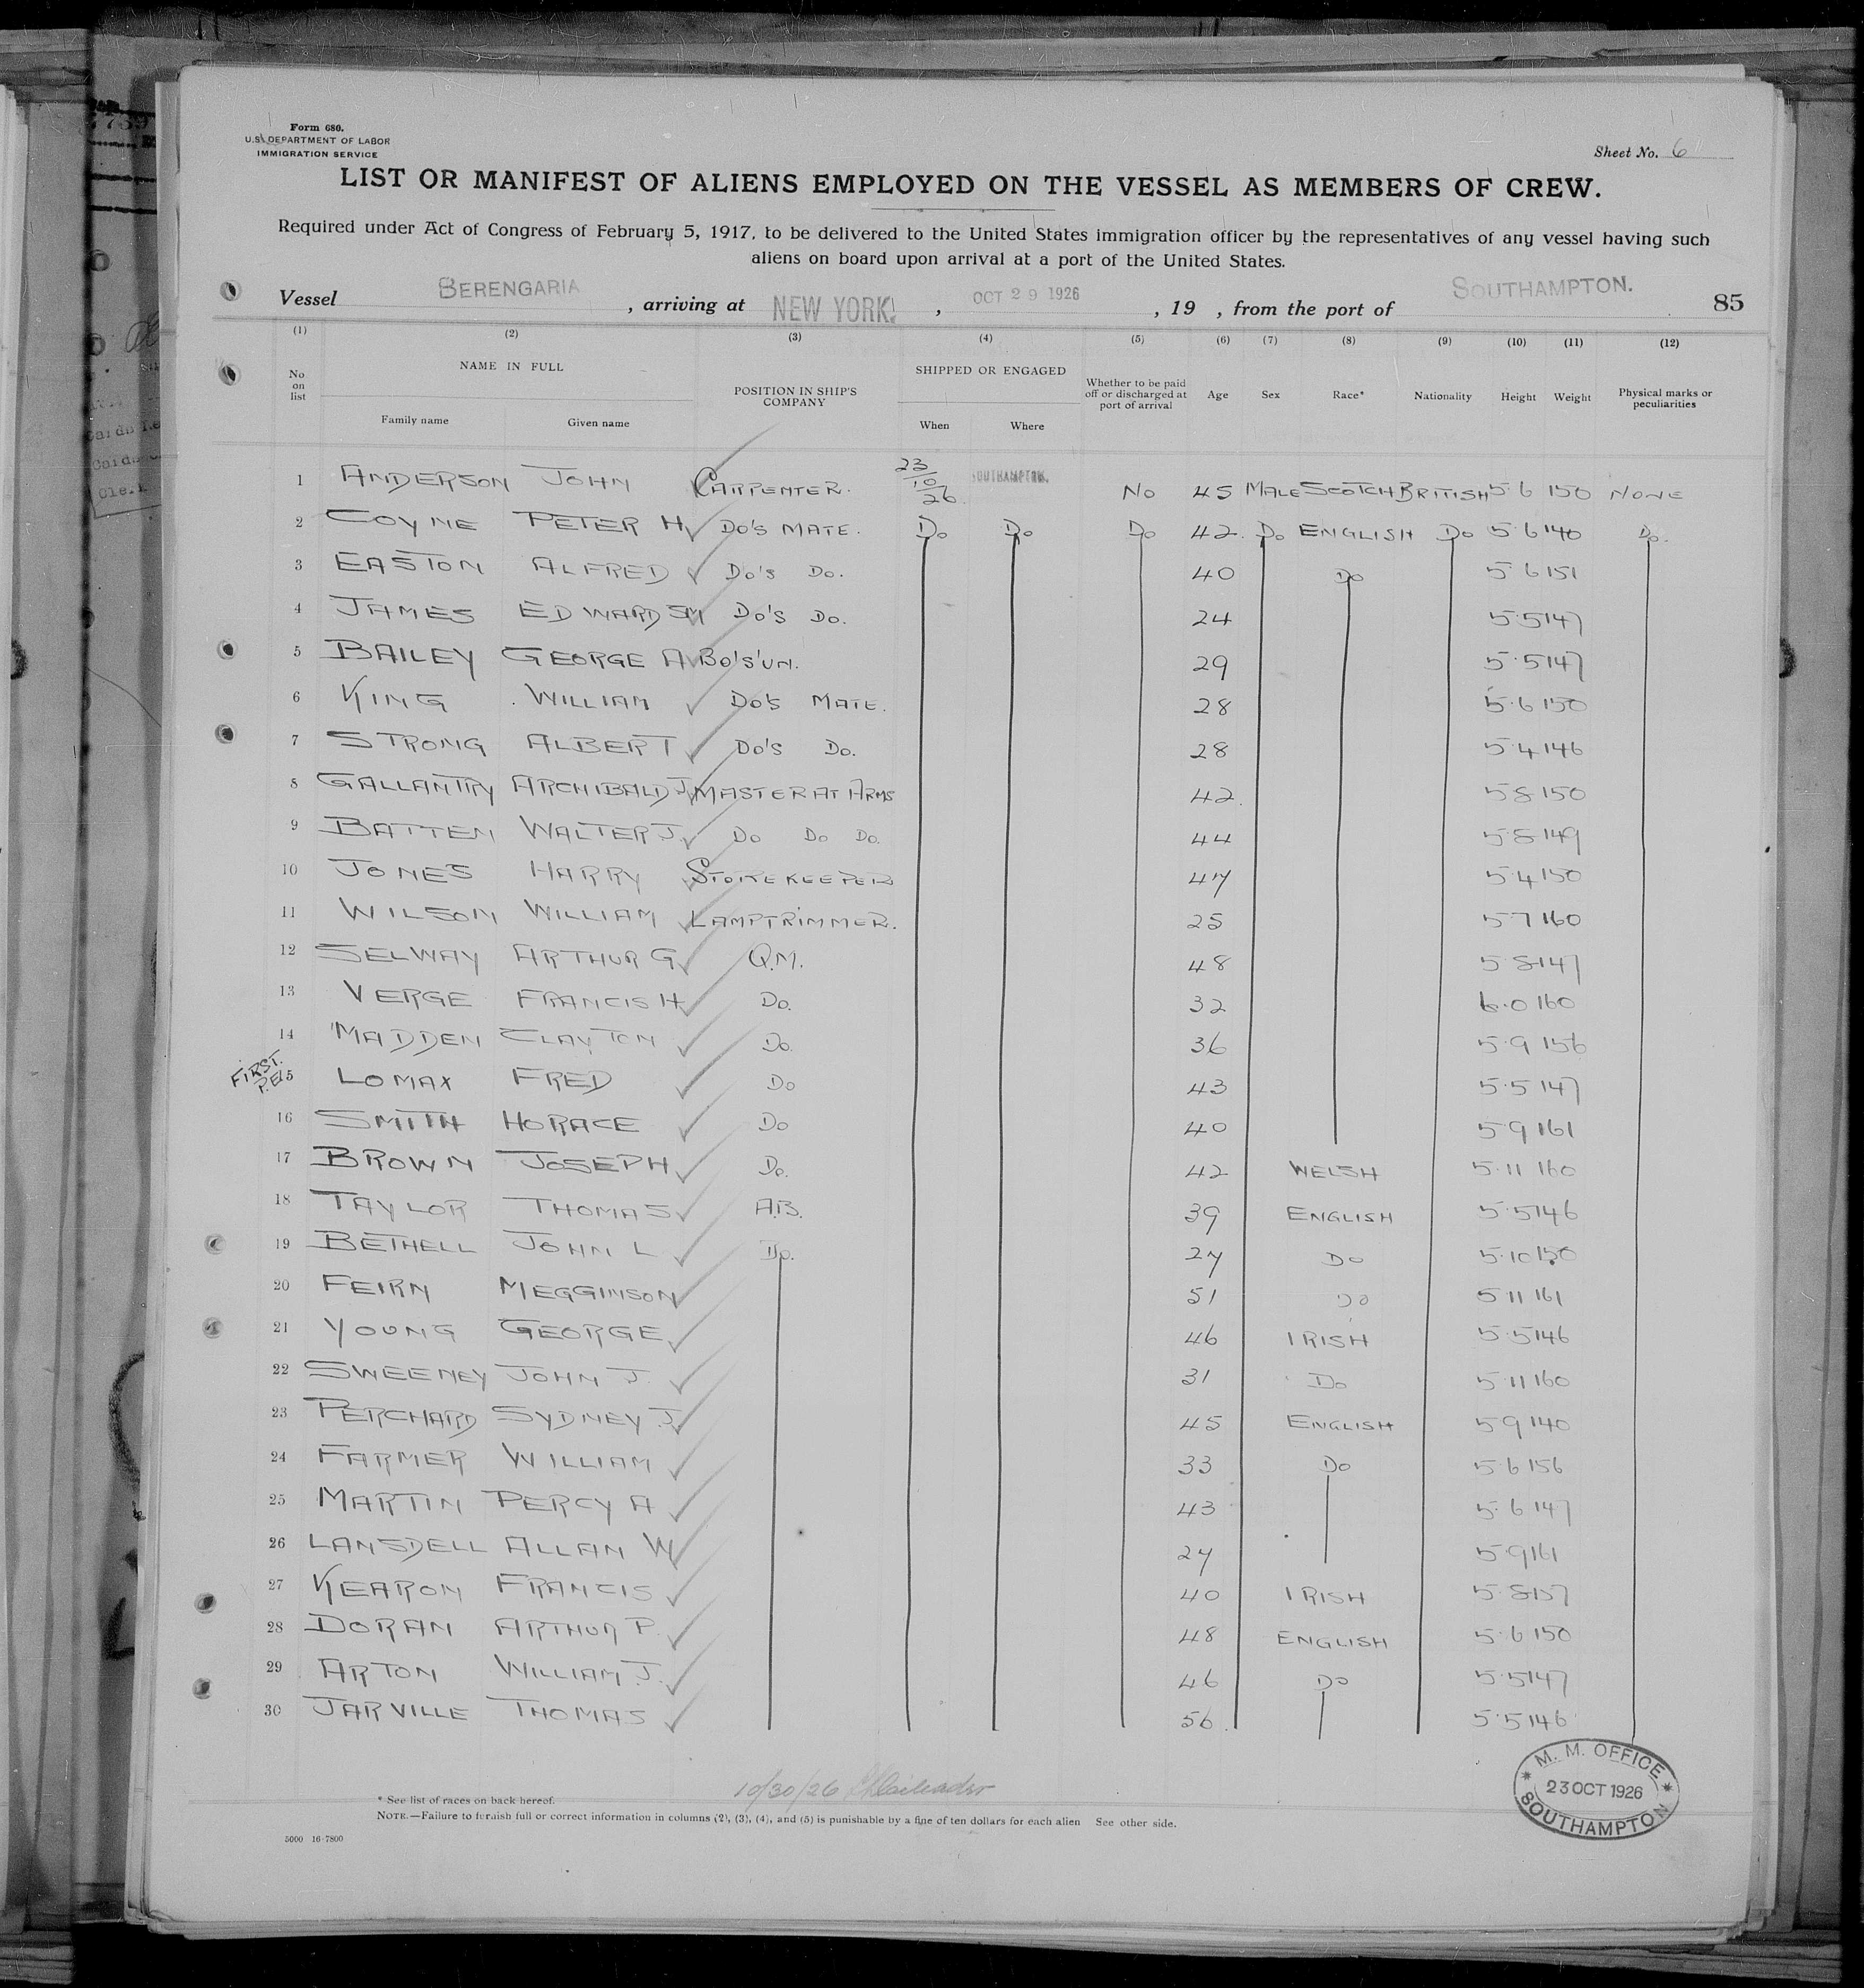 Form 680.
U.S. DEPARTMENT OF LABOR
IMMIGRATION SERVICE
Sheet No. 6
LIST OR MANIFEST OF ALIENS EMPLOYED ON THE VESSEL AS MEMBERS OF CREW.
Required under Act of Congress of February 5, 1917, to be delivered to the United States immigration officer by the representatives of any vessel having such
aliens on board upon arrival at a port of the United States.
Vessel BERENGARIA, arriving at NEW YORK, OCT 29 1926, 19 , from the port of SOUTHAMPTON. 85
(1) (2) (3) (4) (5) (6) (7) (8) (9) (10) (11) (12)
No on list NAME IN FULL Family name Given name POSITION IN SHIP'S COMPANY SHIPPED OR ENGAGED When Where Whether to be paid off or discharged at port of arrival Age Sex Race* Nationality Height Weight Physical marks or peculiarities
1 ANDERSON JOHN CARPENTER. 23/10/26 SOUTHAMPTON. NO 45 MALE SCOTCH BRITISH 5 6 150 NONE
2 COYNE PETER H DO'S MATE. DO DO DO 42. DO ENGLISH DO 5 6 140 DO.
3 EASTON ALFRED DO'S DO. 40 DO 5 6 151
4 JAMES EDWARD SM DO'S DO. 24 5.5 147
5 BAILEY GEORGE A BO'S'UN. 29 5.5 147
6 KING WILLIAM DO'S MATE. 28 5.6 150
7 STRONG ALBERT DO'S DO. 28 5.4 146
8 GALLANTRY ARCHIBALD J MASTER AT ARMS 42. 5 8 150
9 BATTEN WALTER J. DO DO DO. 44 5.8 149
10 JONES HARRY STOREKEEPER 47 5.4 150
11 WILSON WILLIAM LAMPTRIMMER. 25 5 7 160
12 SELWAY ARTHUR G Q.M. 48 5 8 147
13 VERGE FRANCIS H DO. 32 6.0 160
14 MADDEN CLAYTON DO. 36 5.9 156
FIRST.
P.E.
15 LOMAX FRED DO 43 5.5 147
16 SMITH HORACE DO 40 5 9 161
17 BROWN JOSEPH DO. 42 WELSH 5.11 160
18 TAYLOR THOMAS A.B. 39 ENGLISH 5.5 146
19 BETHELL JOHN L DO. 27 DO 5.10 150
20 FEIRN MEGGINSON 51 DO 5 11 161
21 YOUNG GEORGE 46 IRISH 5.5 146
22 SWEENEY JOHN J. 31 DO 5.11 160
23 PERCHARD SYDNEY J. 45 ENGLISH 5 9 140
24 FARMER WILLIAM 33 DO 5.6 156
25 MARTIN PERCY A 43 5.6 147
26 LANSDELL ALLAN W 27 5.9 161
27 KEARON FRANCIS 40 IRISH 5.8 157
28 DORAN ARTHUR P. 48 ENGLISH 5.6 150
29 ARTON WILLIAM J. 46 DO 5.5 147
30 JARVILLE THOMAS 56. 5.5 146
10/30/26
M. M. OFFICE
23 OCT 1926
SOUTHAMPTON
* See list of races on back hereof.
NOTE.—Failure to furnish full or correct information in columns (2), (3), (4), and (5) is punishable by a fine of ten dollars for each alien See other side.
5000 16-7800